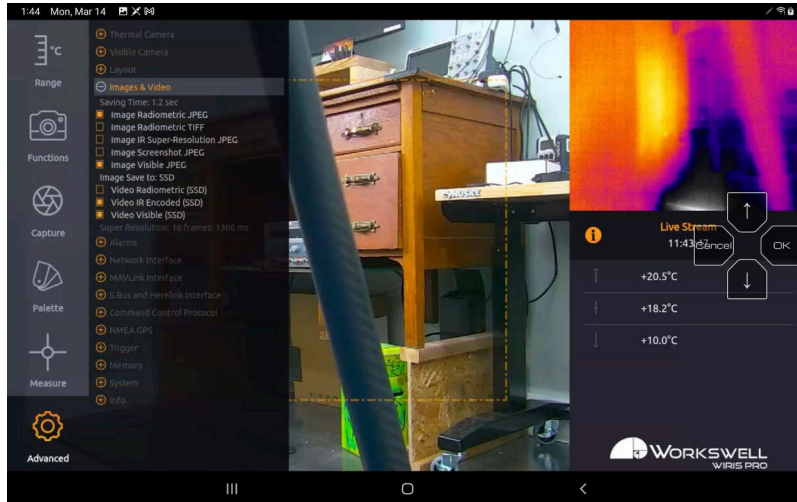 1:44 Mon, Mar 14
°C
Range
Functions
Capture
Palette
Measure
Advanced
Thermal Camera
Visible Camera
Layout
Images & Video
Saving Time: 1.2 sec
Image Radiometric JPEG
Image Radiometric TIFF
Image IR Super-Resolution JPEG
Image Screenshot JPEG
Image Visible JPEG
Image Save to: SSD
Video Radiometric (SSD)
Video IR Encoded (SSD)
Video Visible (SSD)
Super Resolution: 16 frames: 1306 ms
Alarms
Network Interface
MAVLink Interface
S.Bus and Herelink Interface
Command Control Protocol
NMEA GPS
Trigger
Memory
System
Info
HUSKY
Live Stream
11:43:47
Cancel
OK
+20.5°C
+18.2°C
+10.0°C
WORKSWELL
WIRIS PRO